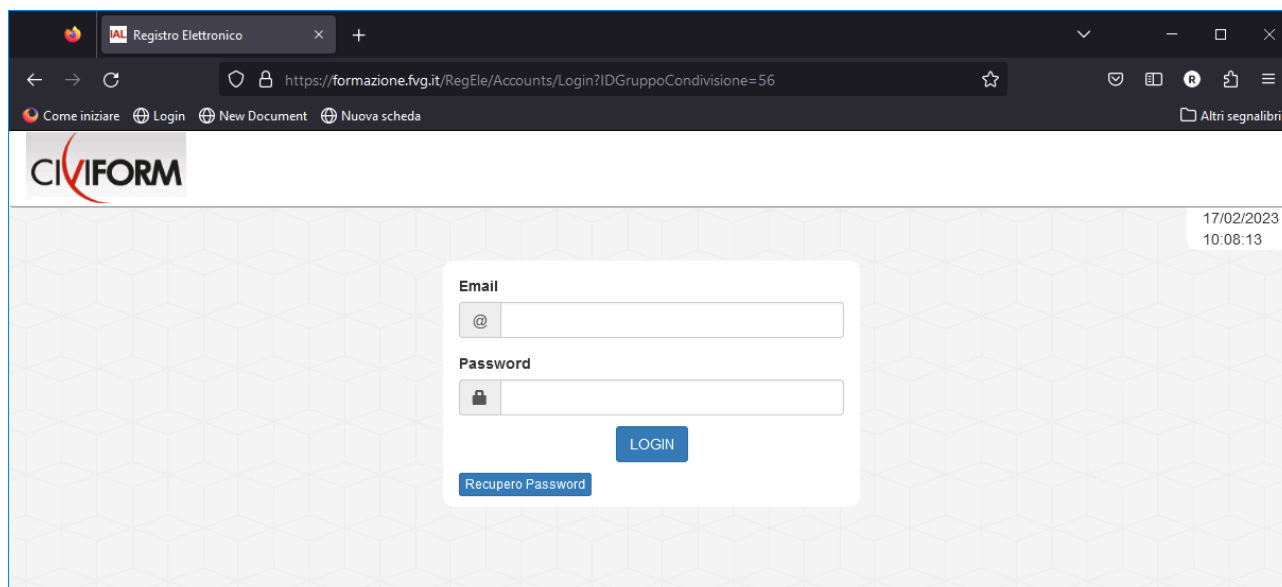 IAL Registro Elettronico
https://formazione.fvg.it/RegEle/Accounts/Login?IDGruppoCondivisione=56
R
Come iniziare Login New Document Nuova scheda Altri segnalibri
CIVIFORM
17/02/2023
10:08:13
Email
@
Password
LOGIN
Recupero Password